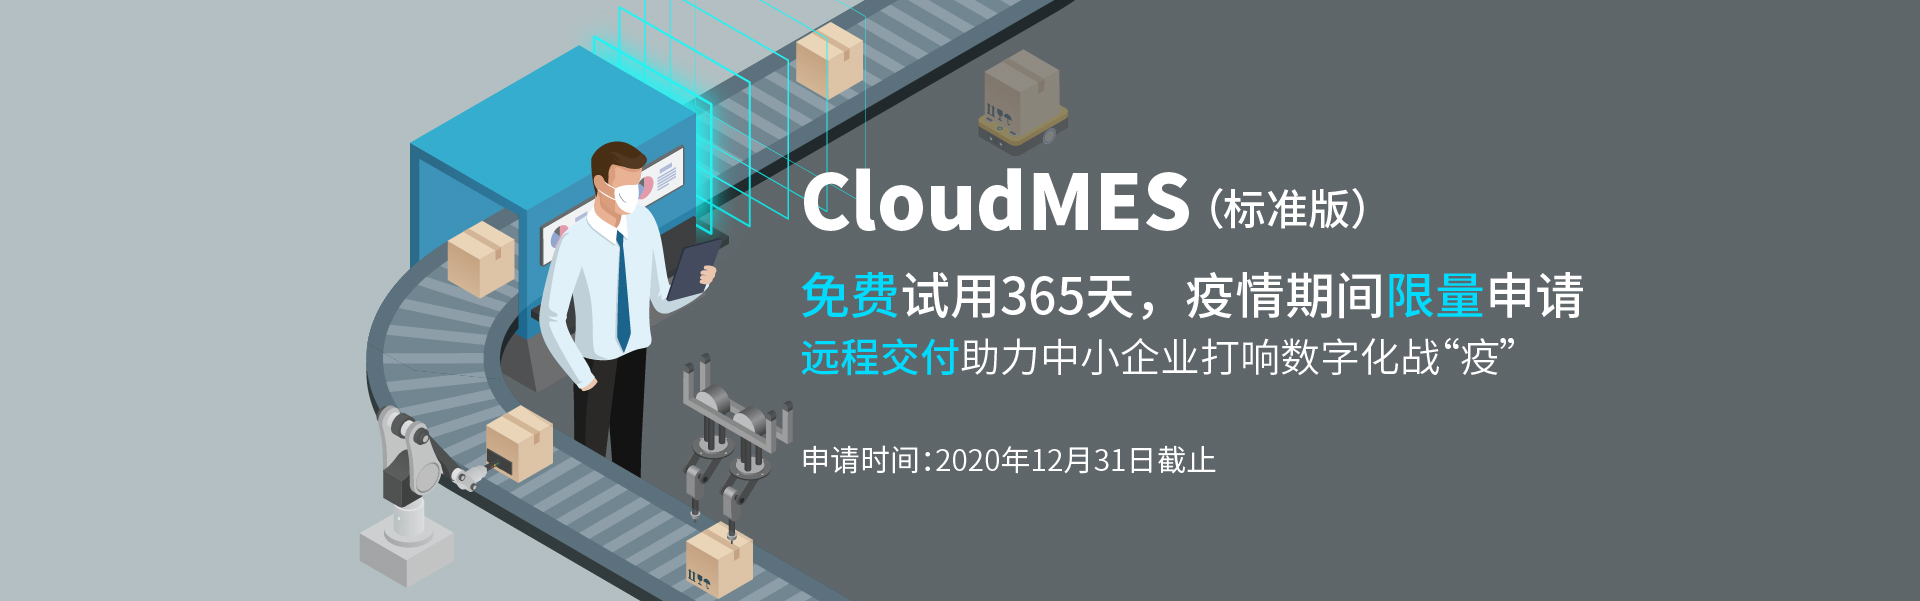 CloudMES（标准版）
免费试用365天，疫情期间限量申请
远程交付助力中小企业打响数字化战“疫”
申请时间：2020年12月31日截止